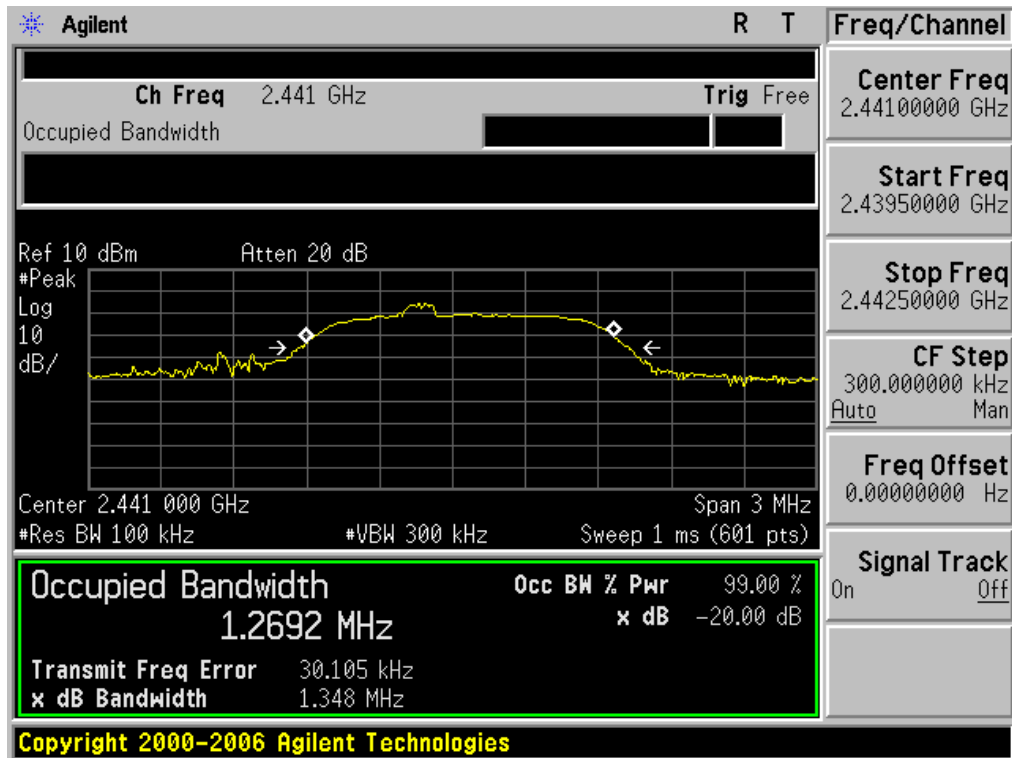 Agilent R T
Ch Freq 2.441 GHz Trig Free
Occupied Bandwidth
Ref 10 dBm Atten 20 dB
#Peak
Log
10
dB/
Center 2.441 000 GHz Span 3 MHz
#Res BW 100 kHz #VBW 300 kHz Sweep 1 ms (601 pts)
Occupied Bandwidth
1.2692 MHz
Occ BW % Pwr 99.00 %
x dB -20.00 dB
Transmit Freq Error 30.105 kHz
x dB Bandwidth 1.348 MHz
Copyright 2000-2006 Agilent Technologies
Freq/Channel
Center Freq
2.44100000 GHz
Start Freq
2.43950000 GHz
Stop Freq
2.44250000 GHz
CF Step
300.000000 kHz
Auto Man
Freq Offset
0.00000000 Hz
Signal Track
On Off